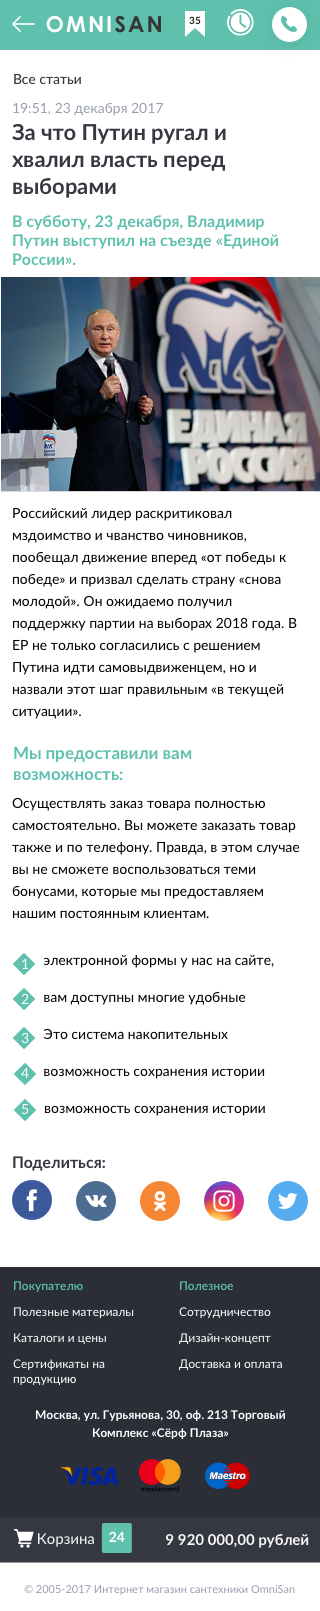 OMNISAN
35
Все статьи
19:51, 23 декабря 2017
За что Путин ругал и
хвалил власть перед
выборами
В субботу, 23 декабря, Владимир
Путин выступил на съезде «Единой
России».
ЕДИНАЯ
РОССИЯ
Российский лидер раскритиковал
мздоимство и чванство чиновников,
пообещал движение вперед «от победы к
победе» и призвал сделать страну «снова
молодой». Он ожидаемо получил
поддержку партии на выборах 2018 года. В
ЕР не только согласились с решением
Путина идти самовыдвиженцем, но и
назвали этот шаг правильным «в текущей
ситуации».
Мы предоставили вам
возможность:
Осуществлять заказ товара полностью
самостоятельно. Вы можете заказать товар
также и по телефону. Правда, в этом случае
вы не сможете воспользоваться теми
бонусами, которые мы предоставляем
нашим постоянным клиентам.
1 электронной формы у нас на сайте,
2 вам доступны многие удобные
3 Это система накопительных
4 возможность сохранения истории
5 возможность сохранения истории
Поделиться:
Покупателю
Полезные материалы
Каталоги и цены
Сертификаты на
продукцию
Полезное
Сотрудничество
Дизайн-концепт
Доставка и оплата
Москва, ул. Гурьянова, 30, оф. 213 Торговый
Комплекс «Сёрф Плаза»
VISA
mastercard
Maestro
Корзина 24 9 920 000,00 рублей
© 2005-2017 Интернет магазин сантехники OmniSan